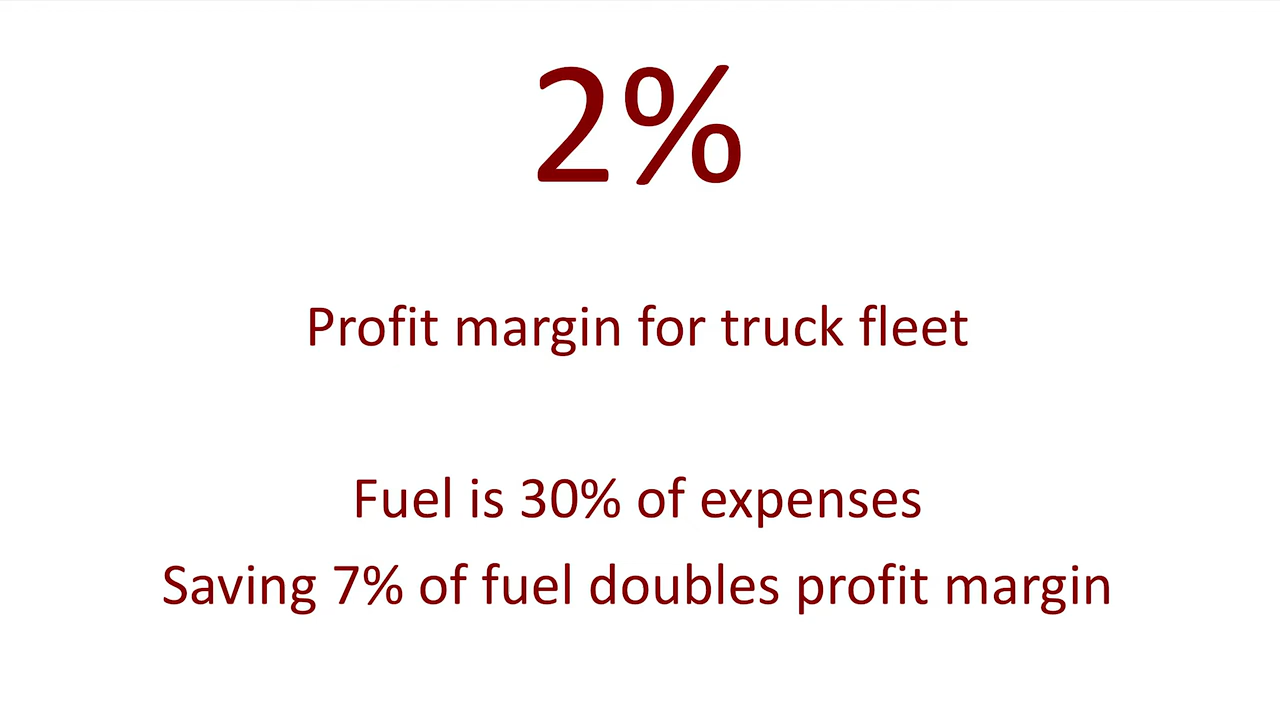 2%
Profit margin for truck fleet
Fuel is 30% of expenses
Saving 7% of fuel doubles profit margin